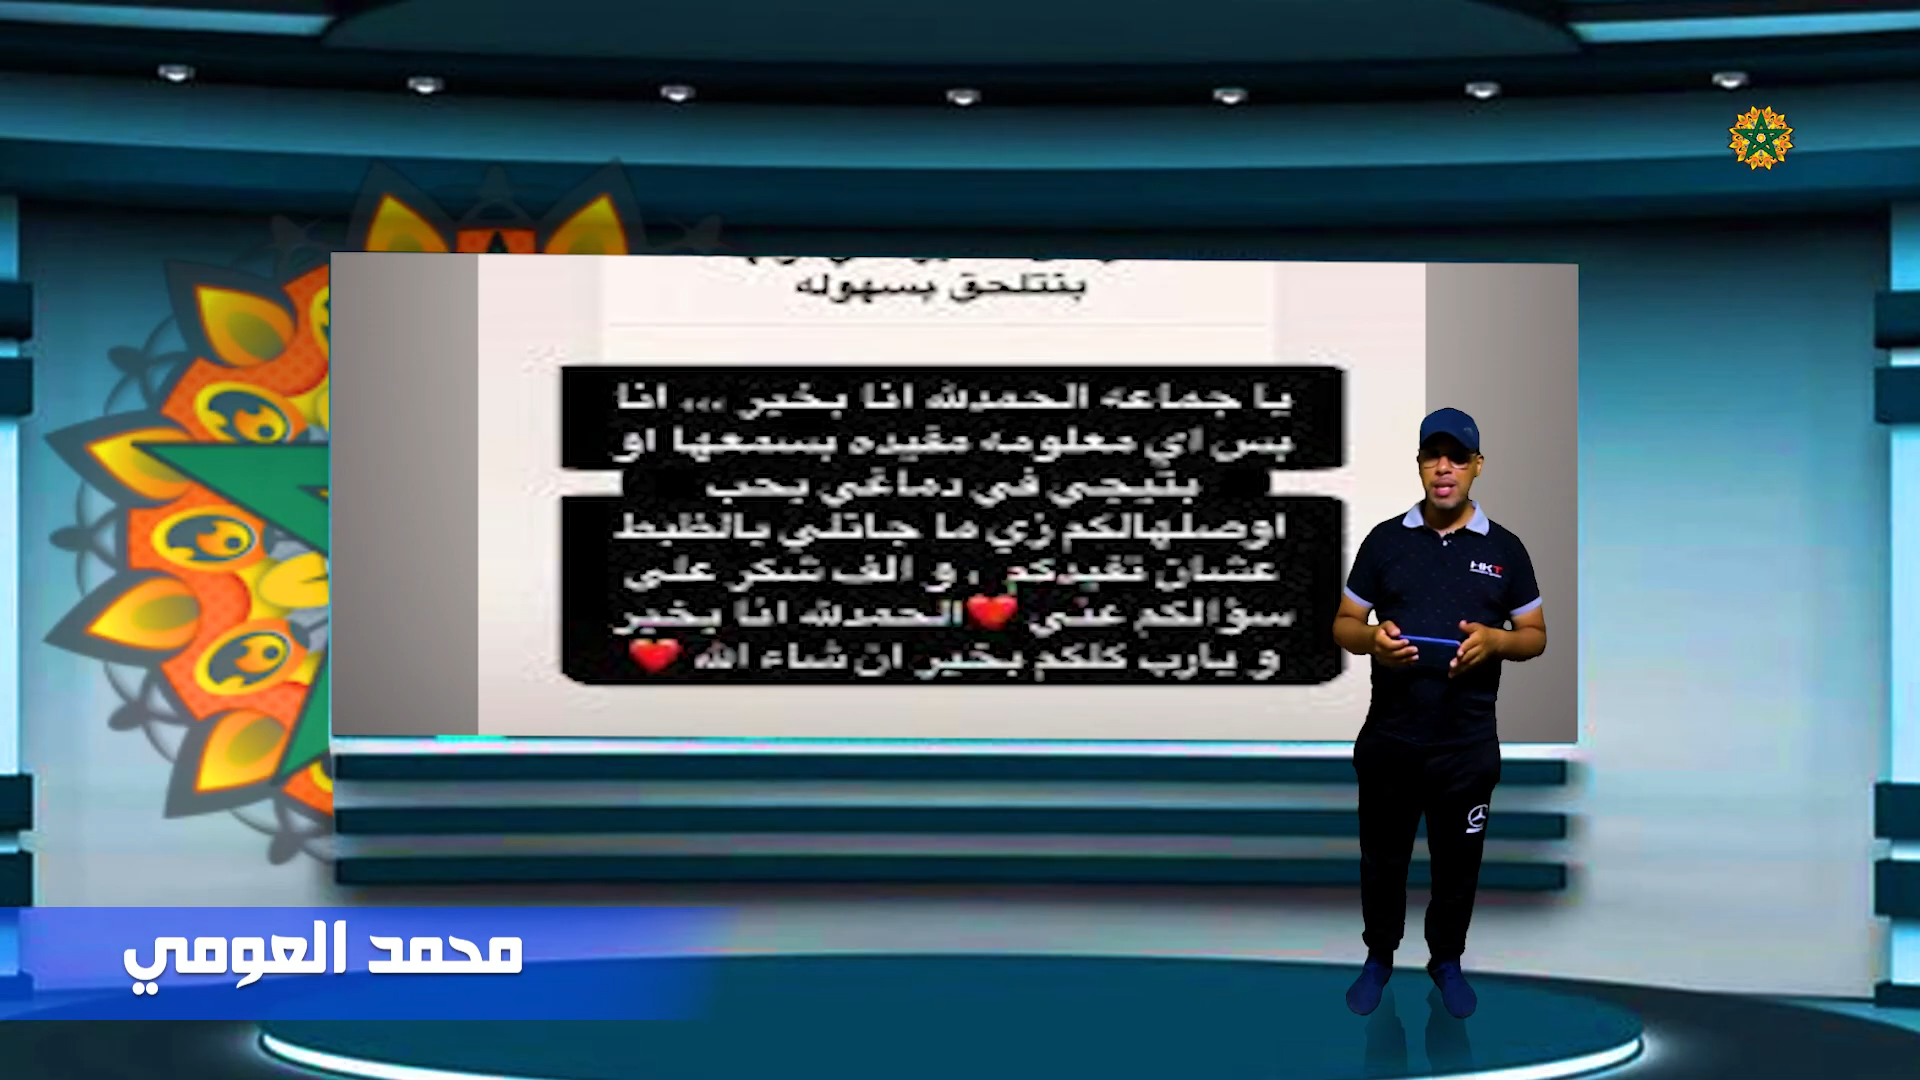 بتتلحق بسهوله
يا جماعه الحمدلله انا بخير ،،، انا
بس اي معلومه مفيده بسمعها او
بتيجي في دماغي بحب
اوصلهالكم زي ما جاتلي بالظبط
عشان تفيدكم ، و الف شكر على
سؤالكم عني ❤️الحمدلله انا بخير
و يارب كلكم بخير ان شاء الله ❤️
HKT
محمد العومي